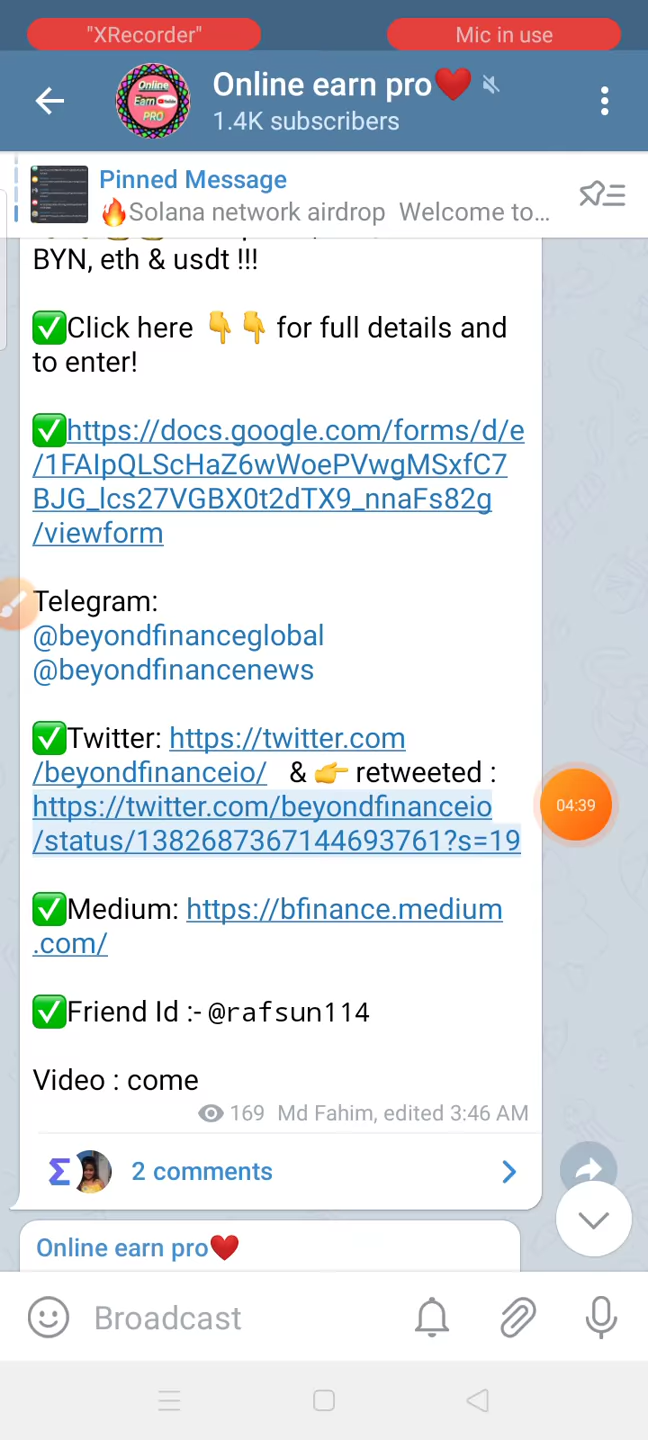 "XRecorder"
Mic in use
Online
Earn YouTube
PRO
Online earn pro❤️
1.4K subscribers
Pinned Message
🔥Solana network airdrop Welcome to...
BYN, eth & usdt !!!
✅Click here 👇👇 for full details and
to enter!
✅https://docs.google.com/forms/d/e
/1FAIpQLScHaZ6wWoePVwgMSxfC7
BJG_lcs27VGBX0t2dTX9_nnaFs82g
/viewform
Telegram:
@beyondfinanceglobal
@beyondfinancenews
✅Twitter: https://twitter.com
/beyondfinanceio/ & 👉 retweeted :
https://twitter.com/beyondfinanceio
/status/1382687367144693761?s=19
04:39
✅Medium: https://bfinance.medium
.com/
✅Friend Id :- @rafsun114
Video : come
169 Md Fahim, edited 3:46 AM
2 comments
Online earn pro❤️
Broadcast